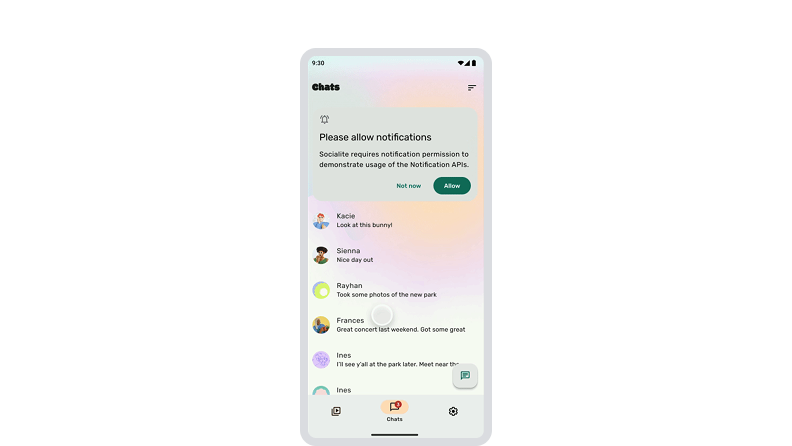 9:30
Chats
Please allow notifications
Socialite requires notification permission to
demonstrate usage of the Notification APIs.
Not now
Allow
Kacie
Look at this bunny!
Sienna
Nice day out
Rayhan
Took some photos of the new park
Frances
Great concert last weekend. Got some great
Ines
I'll see y'all at the park later. Meet near the
Ines
Chats